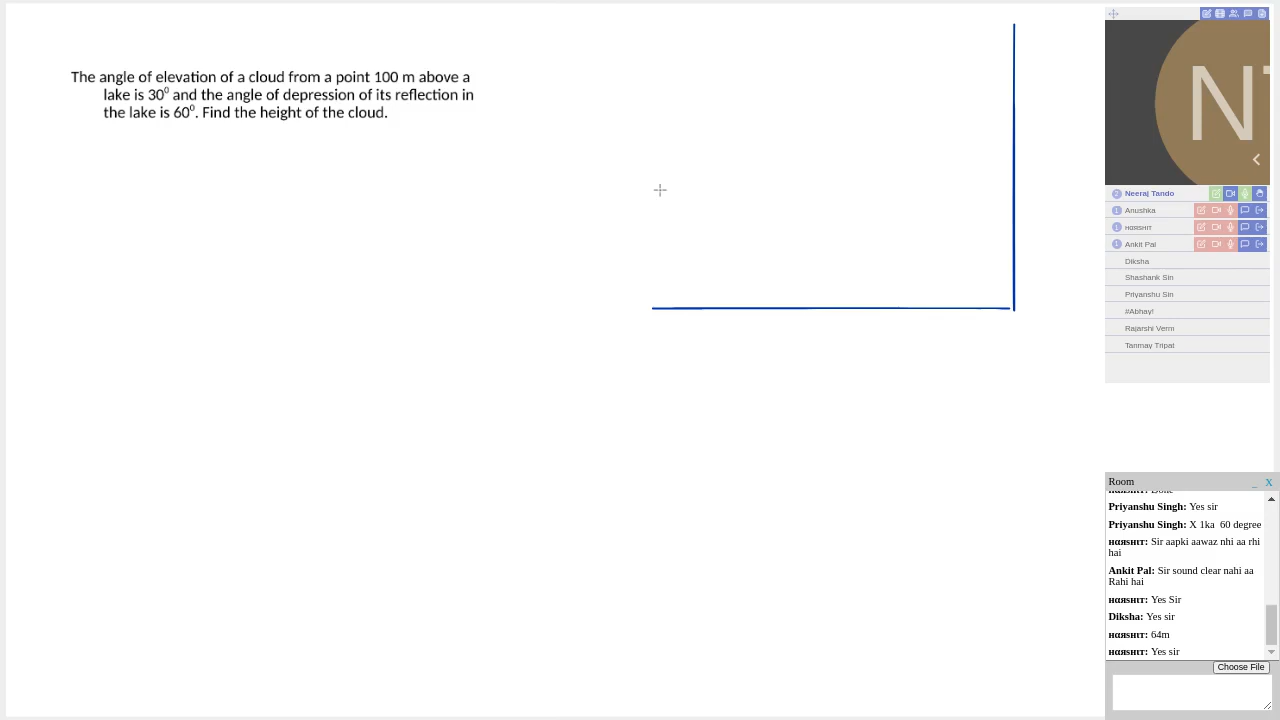 The angle of elevation of a cloud from a point 100 m above a
lake is 30⁰ and the angle of depression of its reflection in
the lake is 60⁰. Find the height of the cloud.
N
Neeraj Tando
Anushka
нαяѕнιт
Ankit Pal
Diksha
Shashank Sin
Priyanshu Sin
#Abhay!
Rajarshi Verm
Tanmay Tripat
Room
_ X
Priyanshu Singh: Yes sir
Priyanshu Singh: X 1ka 60 degree
нαяѕнιт: Sir aapki aawaz nhi aa rhi
hai
Ankit Pal: Sir sound clear nahi aa
Rahi hai
нαяѕнιт: Yes Sir
Diksha: Yes sir
нαяѕнιт: 64m
нαяѕнιт: Yes sir
Choose File